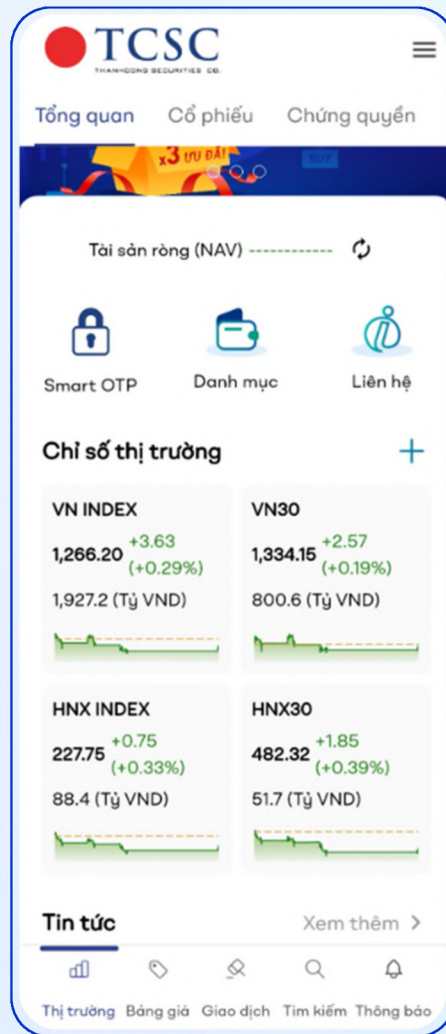 TCSC
THANHCONG SECURITIES CO.
Tổng quan Cổ phiếu Chứng quyền
x3 ƯU ĐÃI
BUY
Tài sản ròng (NAV) ------------
Smart OTP Danh mục Liên hệ
Chỉ số thị trường
VN INDEX
1,266.20 +3.63
(+0.29%)
1,927.2 (Tỷ VND)
VN30
1,334.15 +2.57
(+0.19%)
800.6 (Tỷ VND)
HNX INDEX
227.75 +0.75
(+0.33%)
88.4 (Tỷ VND)
HNX30
482.32 +1.85
(+0.39%)
51.7 (Tỷ VND)
Tin tức Xem thêm >
Thị trường Bảng giá Giao dịch Tìm kiếm Thông báo